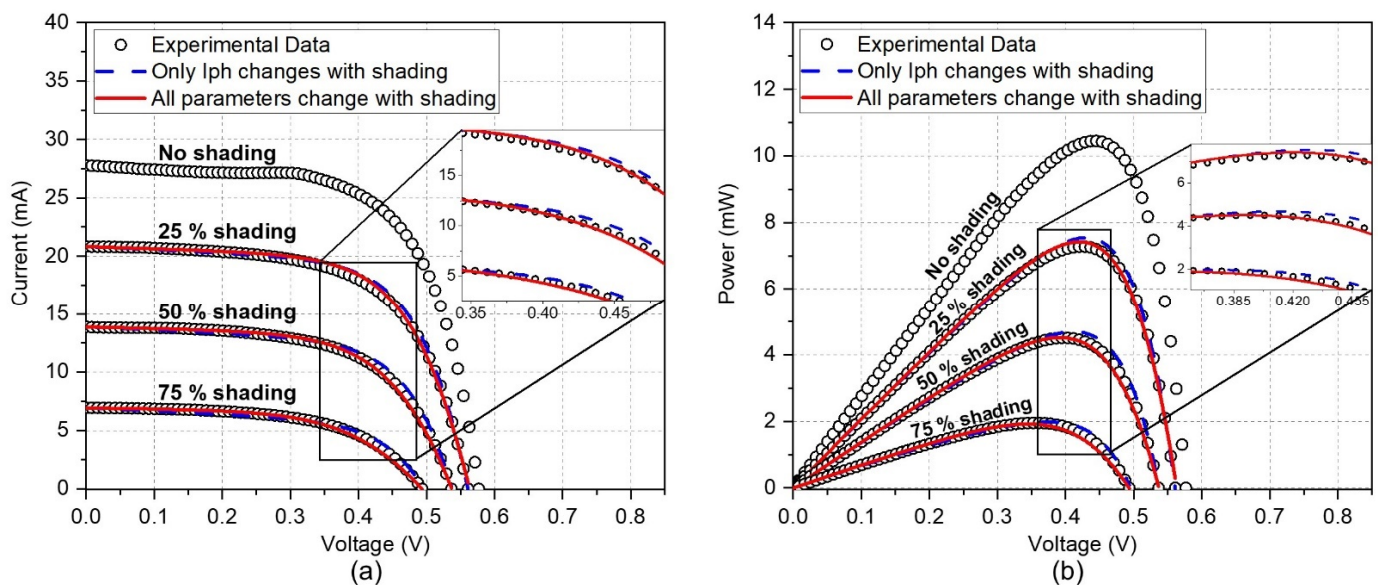 40
35
30
25
20
15
10
5
0
Current (mA)
Experimental Data
Only Iph changes with shading
All parameters change with shading
No shading
25 % shading
50 % shading
75 % shading
20
15
10
5
0.35 0.40 0.45
0.0 0.1 0.2 0.3 0.4 0.5 0.6 0.7 0.8
Voltage (V)
(a)
14
12
10
8
6
4
2
0
Power (mW)
Experimental Data
Only Iph changes with shading
All parameters change with shading
No shading
25 % shading
50 % shading
75 % shading
6
4
2
0.385 0.420 0.455
0.0 0.1 0.2 0.3 0.4 0.5 0.6 0.7 0.8
Voltage (V)
(b)